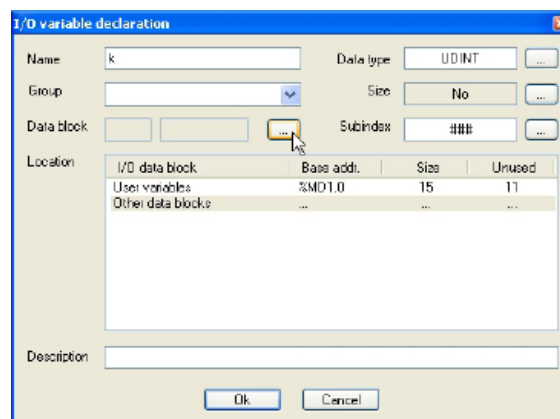 I/O variable declaration
Name k Data type UDINT ...
Group Size No ...
Data block ... Subindex ### ...
Location
I/O data block Base addr. Size Unused
User variables %MD1.0 15 11
Other data blocks ... ... ...
Description
Ok Cancel